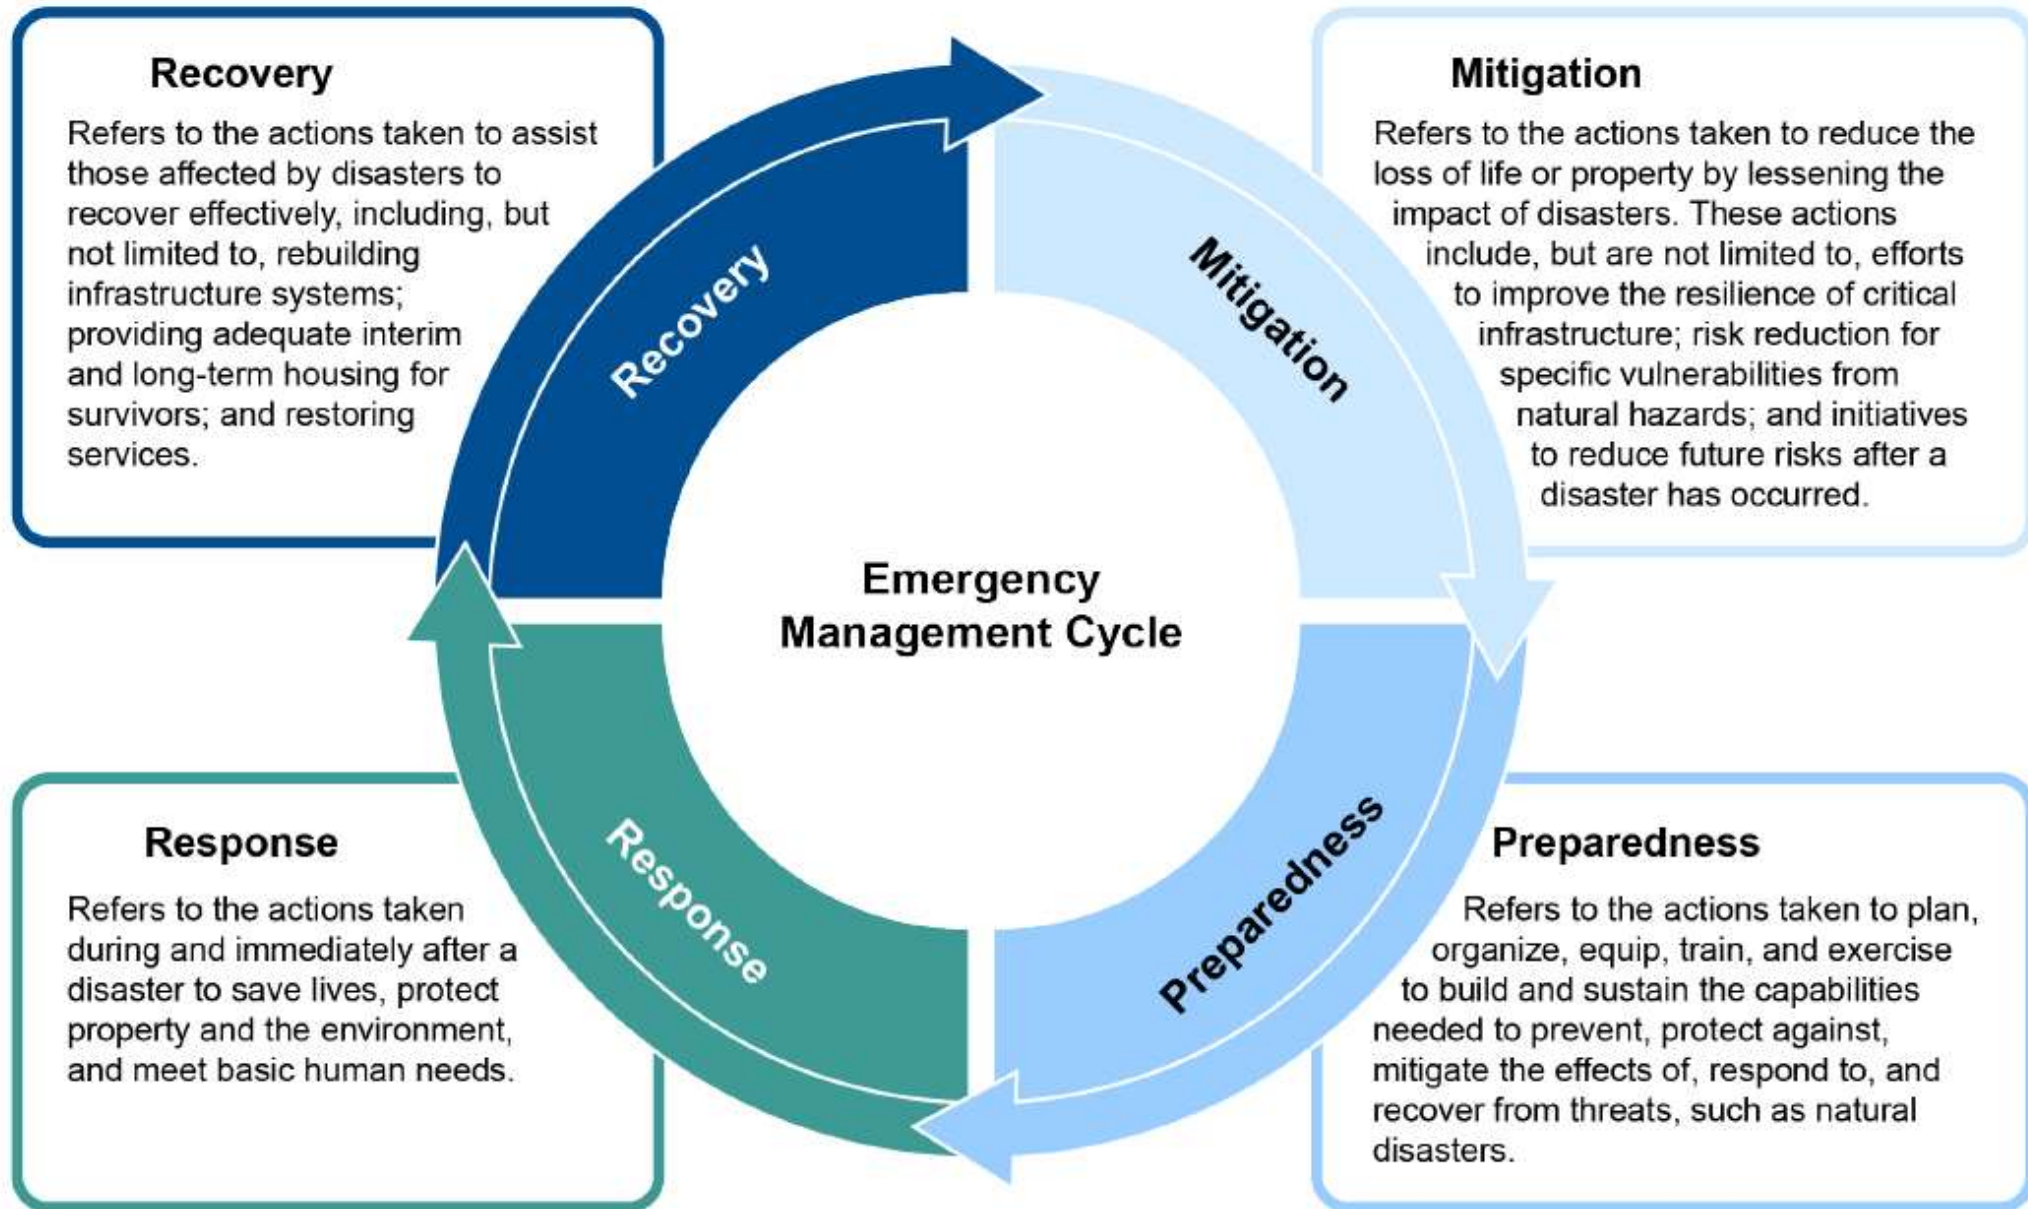 Recovery
Refers to the actions taken to assist
those affected by disasters to
recover effectively, including, but
not limited to, rebuilding
infrastructure systems;
providing adequate interim
and long-term housing for
survivors; and restoring
services.
Mitigation
Refers to the actions taken to reduce the
loss of life or property by lessening the
impact of disasters. These actions
include, but are not limited to, efforts
to improve the resilience of critical
infrastructure; risk reduction for
specific vulnerabilities from
natural hazards; and initiatives
to reduce future risks after a
disaster has occurred.
Recovery
Mitigation
Emergency
Management Cycle
Response
Preparedness
Response
Refers to the actions taken
during and immediately after a
disaster to save lives, protect
property and the environment,
and meet basic human needs.
Preparedness
Refers to the actions taken to plan,
organize, equip, train, and exercise
to build and sustain the capabilities
needed to prevent, protect against,
mitigate the effects of, respond to, and
recover from threats, such as natural
disasters.